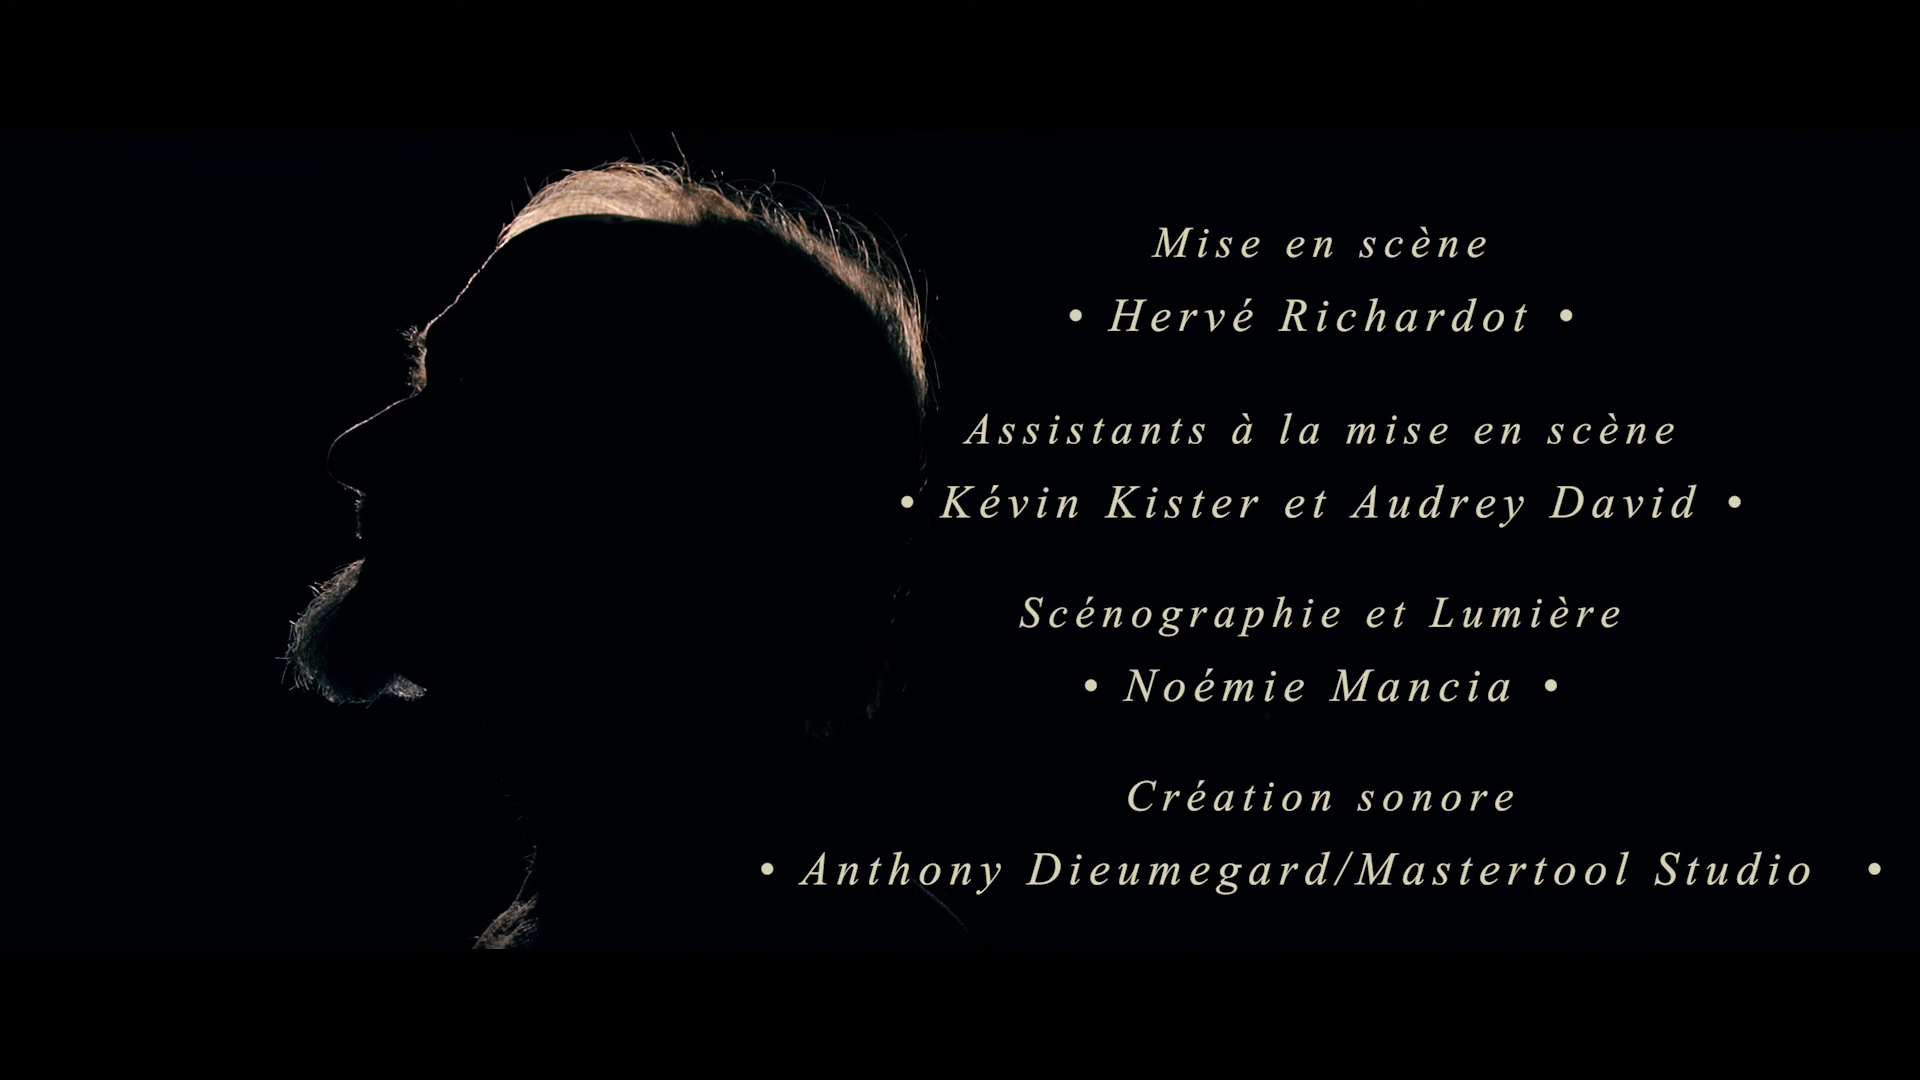 Mise en scène
• Hervé Richardot •
Assistants à la mise en scène
• Kévin Kister et Audrey David •
Scénographie et Lumière
• Noémie Mancia •
Création sonore
• Anthony Dieumegard/Mastertool Studio •